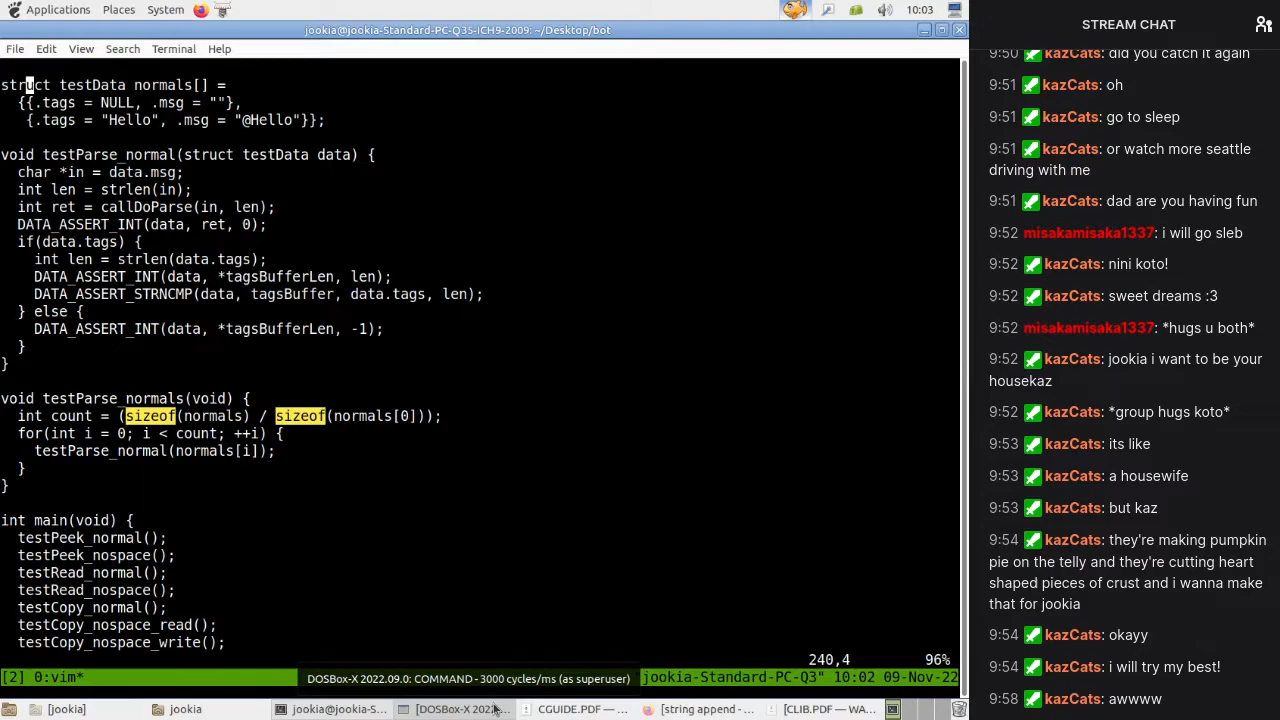 Applications Places System 10:03
jookia@jookia-Standard-PC-Q35-ICH9-2009: ~/Desktop/bot
File Edit View Search Terminal Help
struct testData normals[] =
{{.tags = NULL, .msg = ""},
{.tags = "Hello", .msg = "@Hello"}};
void testParse_normal(struct testData data) {
char *in = data.msg;
int len = strlen(in);
int ret = callDoParse(in, len);
DATA_ASSERT_INT(data, ret, 0);
if(data.tags) {
int len = strlen(data.tags);
DATA_ASSERT_INT(data, *tagsBufferLen, len);
DATA_ASSERT_STRNCMP(data, tagsBuffer, data.tags, len);
} else {
DATA_ASSERT_INT(data, *tagsBufferLen, -1);
}
}
void testParse_normals(void) {
int count = (sizeof(normals) / sizeof(normals[0]));
for(int i = 0; i < count; ++i) {
testParse_normal(normals[i]);
}
}
int main(void) {
testPeek_normal();
testPeek_nospace();
testRead_normal();
testRead_nospace();
testCopy_normal();
testCopy_nospace_read();
testCopy_nospace_write();
240,4 96%
[2] 0:vim* DOSBox-X 2022.09.0: COMMAND - 3000 cycles/ms (as superuser) jookia-Standard-PC-Q3" 10:02 09-Nov-22
[jookia] jookia jookia@jookia-S... [DOSBox-X 2022... CGUIDE.PDF — ... [string append - ... [CLIB.PDF — WA...
STREAM CHAT
9:50 kazCats: did you catch it again
9:51 kazCats: oh
9:51 kazCats: go to sleep
9:51 kazCats: or watch more seattle
driving with me
9:51 kazCats: dad are you having fun
9:52 misakamisaka1337: i will go sleb
9:52 kazCats: nini koto!
9:52 kazCats: sweet dreams :3
9:52 misakamisaka1337: *hugs u both*
9:52 kazCats: jookia i want to be your
housekaz
9:52 kazCats: *group hugs koto*
9:53 kazCats: its like
9:53 kazCats: a housewife
9:53 kazCats: but kaz
9:54 kazCats: they're making pumpkin
pie on the telly and they're cutting heart
shaped pieces of crust and i wanna make
that for jookia
9:54 kazCats: okayy
9:54 kazCats: i will try my best!
9:58 kazCats: awwww